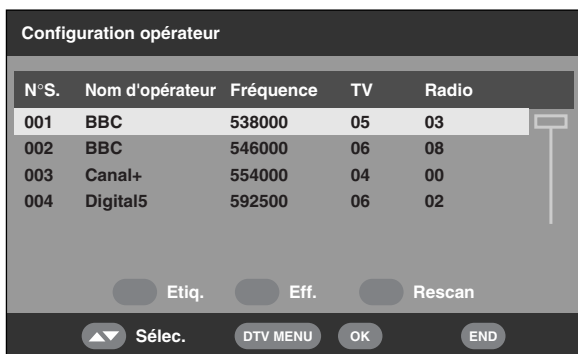 Configuration opérateur
N°S. Nom d'opérateur Fréquence TV Radio
001 BBC 538000 05 03
002 BBC 546000 06 08
003 Canal+ 554000 04 00
004 Digital5 592500 06 02
Etiq. Eff. Rescan
Sélec. DTV MENU OK END